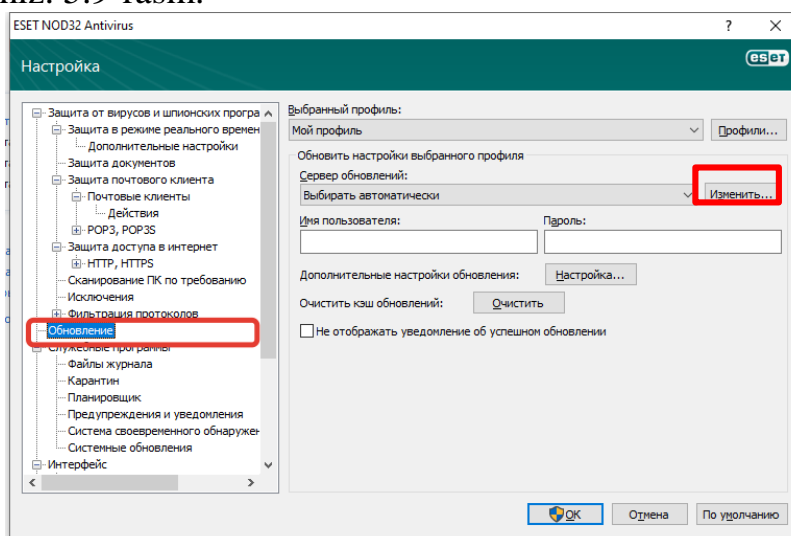 miz. 3.9-rasm.
ESET NOD32 Antivirus
Настройка
eset
Защита от вирусов и шпионских програ
Защита в режиме реального времен
Дополнительные настройки
Защита документов
Защита почтового клиента
Почтовые клиенты
Действия
POP3, POP3S
Защита доступа в интернет
HTTP, HTTPS
Сканирование ПК по требованию
Исключения
Фильтрация протоколов
Обновление
Служебные программы
Файлы журнала
Карантин
Планировщик
Предупреждения и уведомления
Система своевременного обнаружен
Системные обновления
Интерфейс
Выбранный профиль:
Мой профиль
Профили...
Обновить настройки выбранного профиля
Сервер обновлений:
Выбирать автоматически
Изменить...
Имя пользователя: Пароль:
Дополнительные настройки обновления: Настройка...
Очистить кэш обновлений: Очистить
Не отображать уведомление об успешном обновлении
OK Отмена По умолчанию